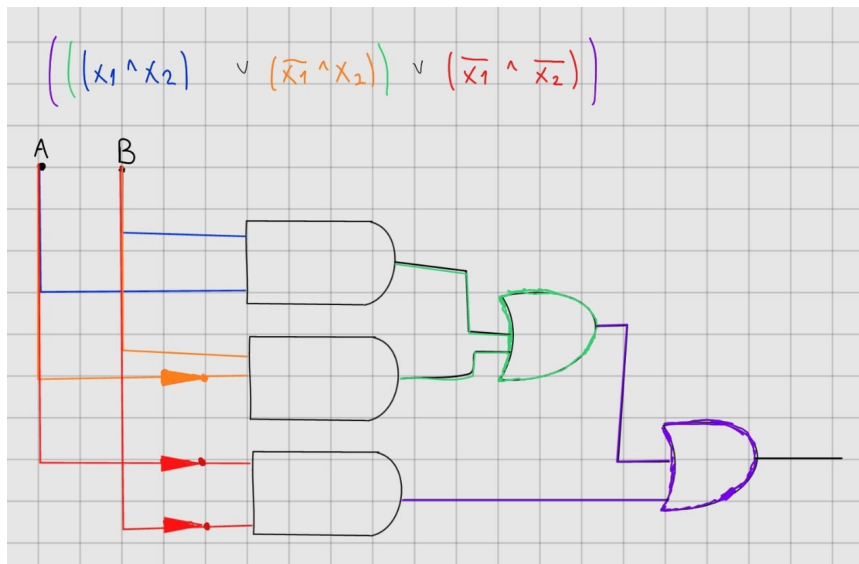 (((x1 ^ x2) v (x̅1̅ ^ x2)) v (x̅1̅ ^ x̅2̅))
A B